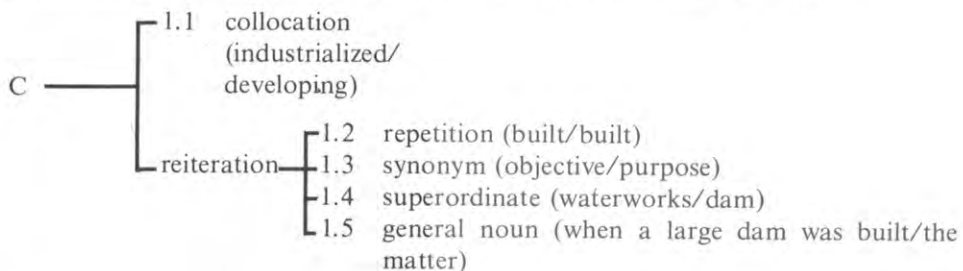 1.1 collocation
(industrialized/
C
developing)
1.2 repetition (built/built)
reiteration 1.3 synonym (objective/purpose)
1.4 superordinate (waterworks/dam)
1.5 general noun (when a large dam was built/the
matter)